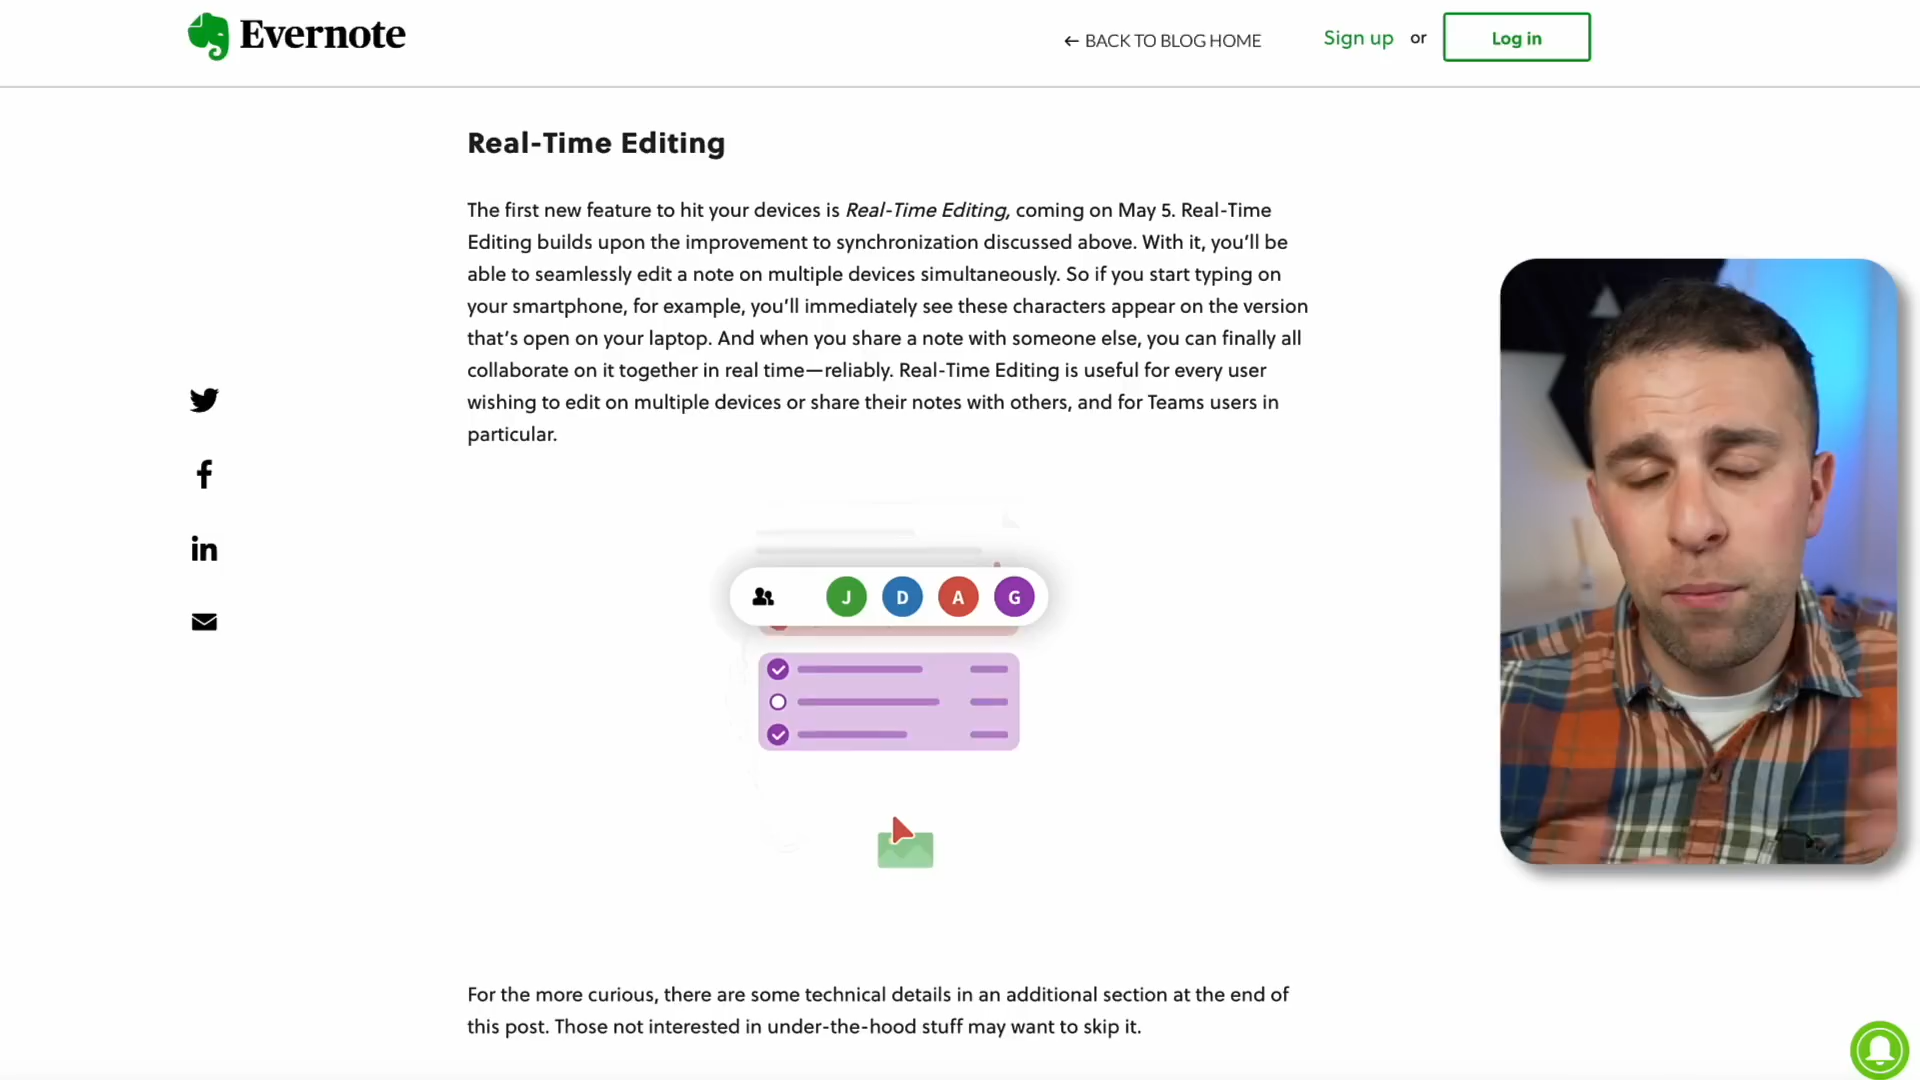 Evernote
← BACK TO BLOG HOME
Sign up or Log in
Real-Time Editing
The first new feature to hit your devices is Real-Time Editing, coming on May 5. Real-Time
Editing builds upon the improvement to synchronization discussed above. With it, you’ll be
able to seamlessly edit a note on multiple devices simultaneously. So if you start typing on
your smartphone, for example, you’ll immediately see these characters appear on the version
that’s open on your laptop. And when you share a note with someone else, you can finally all
collaborate on it together in real time—reliably. Real-Time Editing is useful for every user
wishing to edit on multiple devices or share their notes with others, and for Teams users in
particular.
J D A G
For the more curious, there are some technical details in an additional section at the end of
this post. Those not interested in under-the-hood stuff may want to skip it.